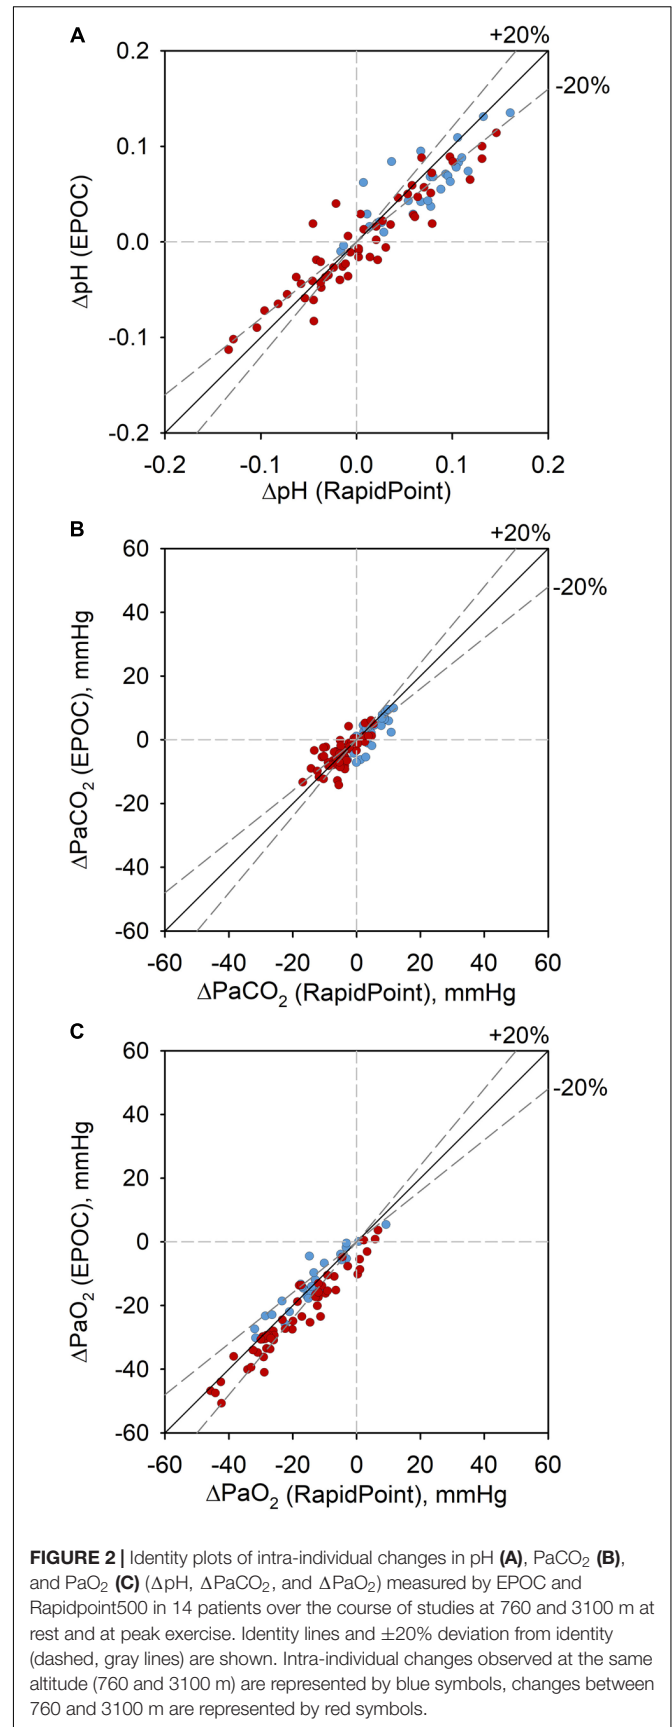 A
+20%
-20%
0.2
0.1
0.0
-0.1
-0.2
ΔpH (EPOC)
-0.2 -0.1 0.0 0.1 0.2
ΔpH (RapidPoint)
B
+20%
-20%
60
40
20
0
-20
-40
-60
ΔPaCO₂ (EPOC), mmHg
-60 -40 -20 0 20 40 60
ΔPaCO₂ (RapidPoint), mmHg
C
+20%
-20%
60
40
20
0
-20
-40
-60
ΔPaO₂ (EPOC), mmHg
-60 -40 -20 0 20 40 60
ΔPaO₂ (RapidPoint), mmHg
FIGURE 2 | Identity plots of intra-individual changes in pH (A), PaCO₂ (B),
and PaO₂ (C) (ΔpH, ΔPaCO₂, and ΔPaO₂) measured by EPOC and
Rapidpoint500 in 14 patients over the course of studies at 760 and 3100 m at
rest and at peak exercise. Identity lines and ±20% deviation from identity
(dashed, gray lines) are shown. Intra-individual changes observed at the same
altitude (760 and 3100 m) are represented by blue symbols, changes between
760 and 3100 m are represented by red symbols.